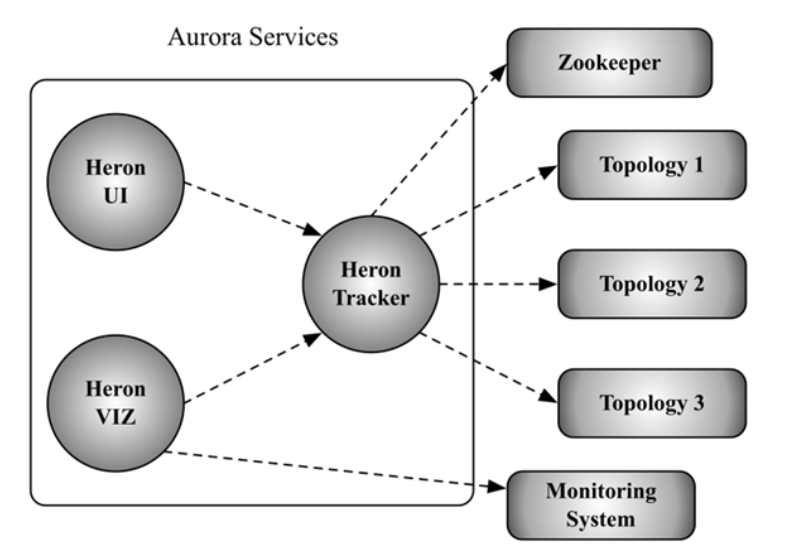 Aurora Services
Zookeeper
Heron
UI
Topology 1
Heron
Tracker
Topology 2
Heron
VIZ
Topology 3
Monitoring
System